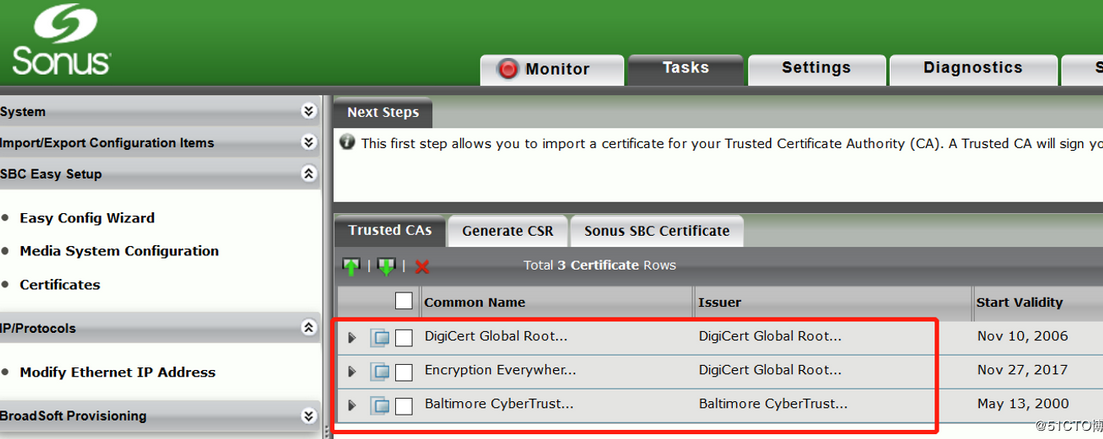 Sonus
Monitor
Tasks
Settings
Diagnostics
S
System
Import/Export Configuration Items
SBC Easy Setup
Easy Config Wizard
Media System Configuration
Certificates
IP/Protocols
Modify Ethernet IP Address
BroadSoft Provisioning
Next Steps
This first step allows you to import a certificate for your Trusted Certificate Authority (CA). A Trusted CA will sign yo
Trusted CAs
Generate CSR
Sonus SBC Certificate
Total 3 Certificate Rows
Common Name Issuer Start Validity
DigiCert Global Root... DigiCert Global Root... Nov 10, 2006
Encryption Everywher... DigiCert Global Root... Nov 27, 2017
Baltimore CyberTrust... Baltimore CyberTrust... May 13, 2000
@51CTO博